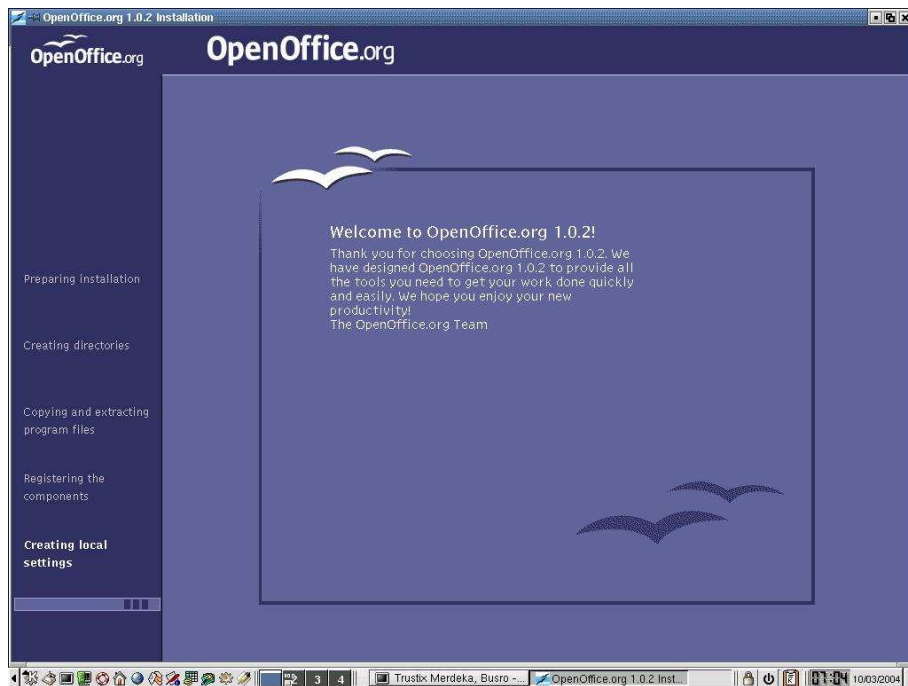 OpenOffice.org 1.0.2 Installation
OpenOffice.org
OpenOffice.org
Preparing installation
Creating directories
Copying and extracting
program files
Registering the
components
Creating local
settings
Welcome to OpenOffice.org 1.0.2!
Thank you for choosing OpenOffice.org 1.0.2. We
have designed OpenOffice.org 1.0.2 to provide all
the tools you need to get your work done quickly
and easily. We hope you enjoy your new
productivity!
The OpenOffice.org Team
2 3 4
Trustix Merdeka, Busro -...
OpenOffice.org 1.0.2 Inst...
10/03/2004